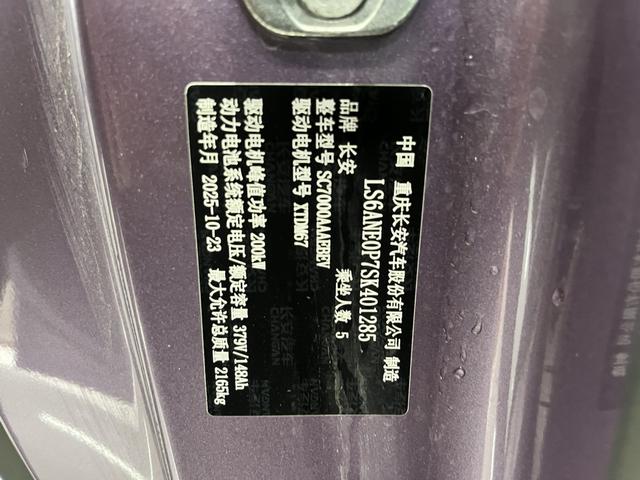 中国 重庆长安汽车股份有限公司 制造
LS6ANE0P7SK401285
品牌 长安 乘坐人数 5
整车型号 SC7000AAAEBEV
驱动电机型号 XTDM67
驱动电机峰值功率 200kW
动力电池系统额定电压/额定容量 379V/148Ah
制造年月 2025-10-23 最大允许总质量 2165kg